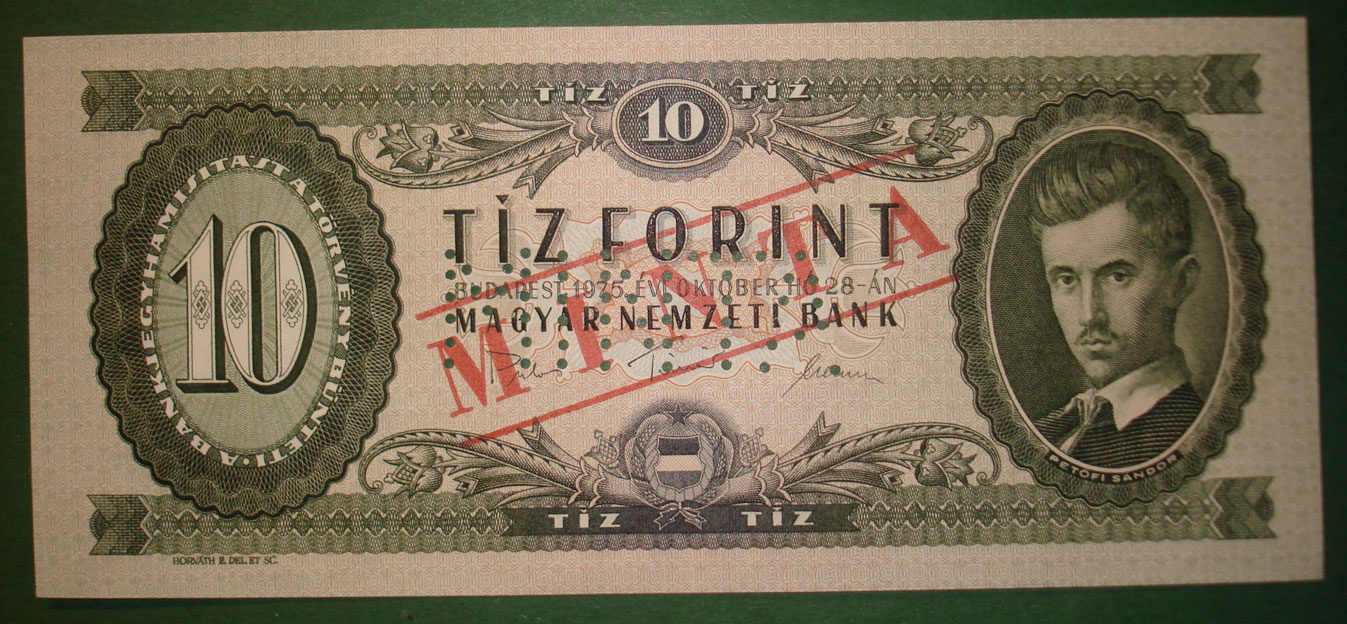 TÍZ 10 TÍZ
A BANKJEGYHAMISÍTÁST A TÖRVÉNY BÜNTETI.
10
TÍZ FORINT
BUDAPEST 1975. ÉVI OKTÓBER HÓ 28-ÁN
MAGYAR NEMZETI BANK
MINTA
PETŐFI SÁNDOR
TÍZ TÍZ
HORVÁTH E. DEL. ET SC.